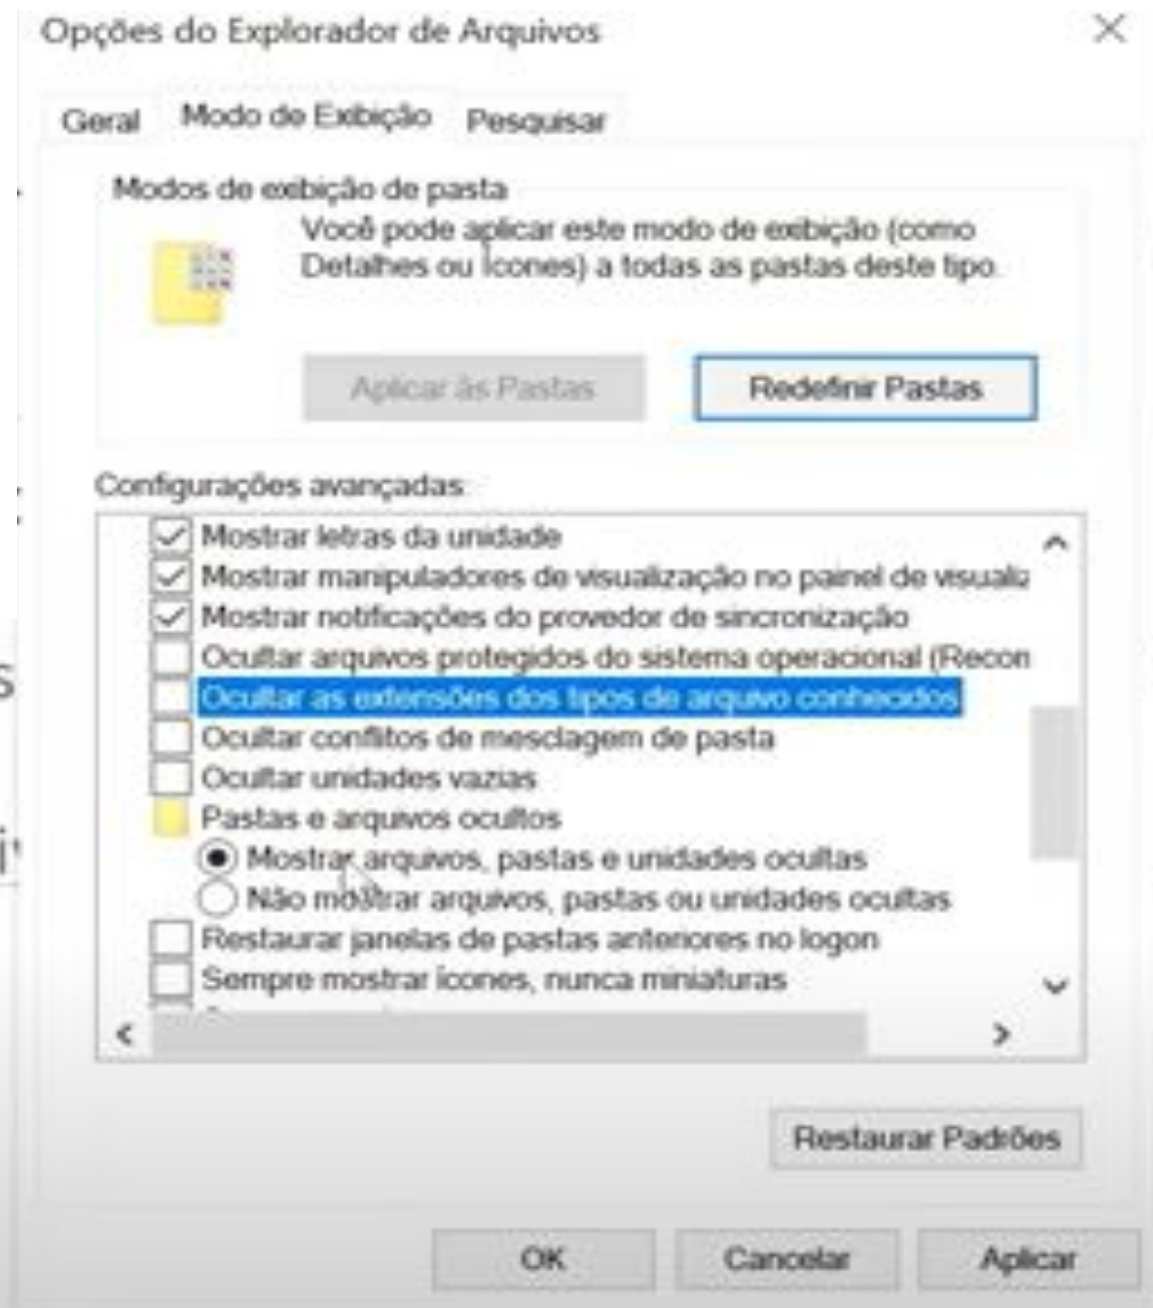 Opções do Explorador de Arquivos
Geral
Modo de Exibição
Pesquisar
Modos de exibição de pasta
Você pode aplicar este modo de exibição (como
Detalhes ou Ícones) a todas as pastas deste tipo.
Aplicar às Pastas
Redefinir Pastas
Configurações avançadas:
Mostrar letras da unidade
Mostrar manipuladores de visualização no painel de visualiz
Mostrar notificações do provedor de sincronização
Ocultar arquivos protegidos do sistema operacional (Recom
Ocultar as extensões dos tipos de arquivo conhecidos
Ocultar conflitos de mesclagem de pasta
Ocultar unidades vazias
Pastas e arquivos ocultos
Mostrar arquivos, pastas e unidades ocultas
Não mostrar arquivos, pastas ou unidades ocultas
Restaurar janelas de pastas anteriores no logon
Sempre mostrar ícones, nunca miniaturas
Restaurar Padrões
OK
Cancelar
Aplicar